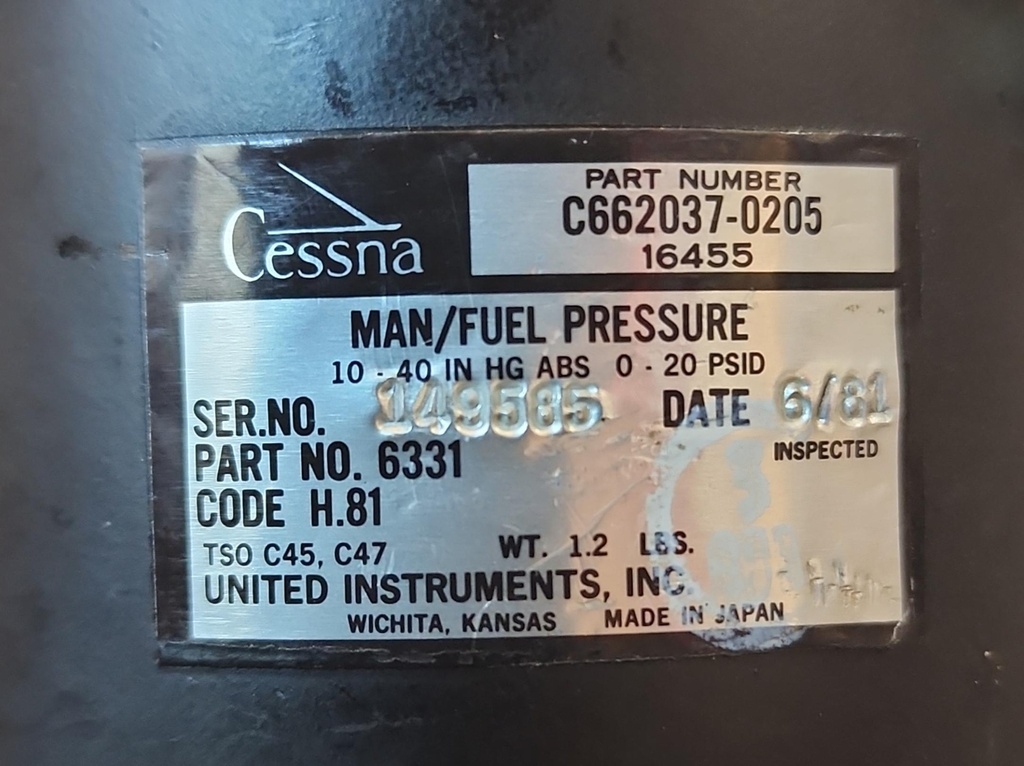 Cessna
PART NUMBER
C662037-0205
16455
MAN/FUEL PRESSURE
10 - 40 IN HG ABS 0 - 20 PSID
SER.NO. 149585 DATE 6/81
PART NO. 6331 INSPECTED
CODE H.81
TSO C45, C47 WT. 1.2 LBS.
UNITED INSTRUMENTS, INC.
WICHITA, KANSAS MADE IN JAPAN